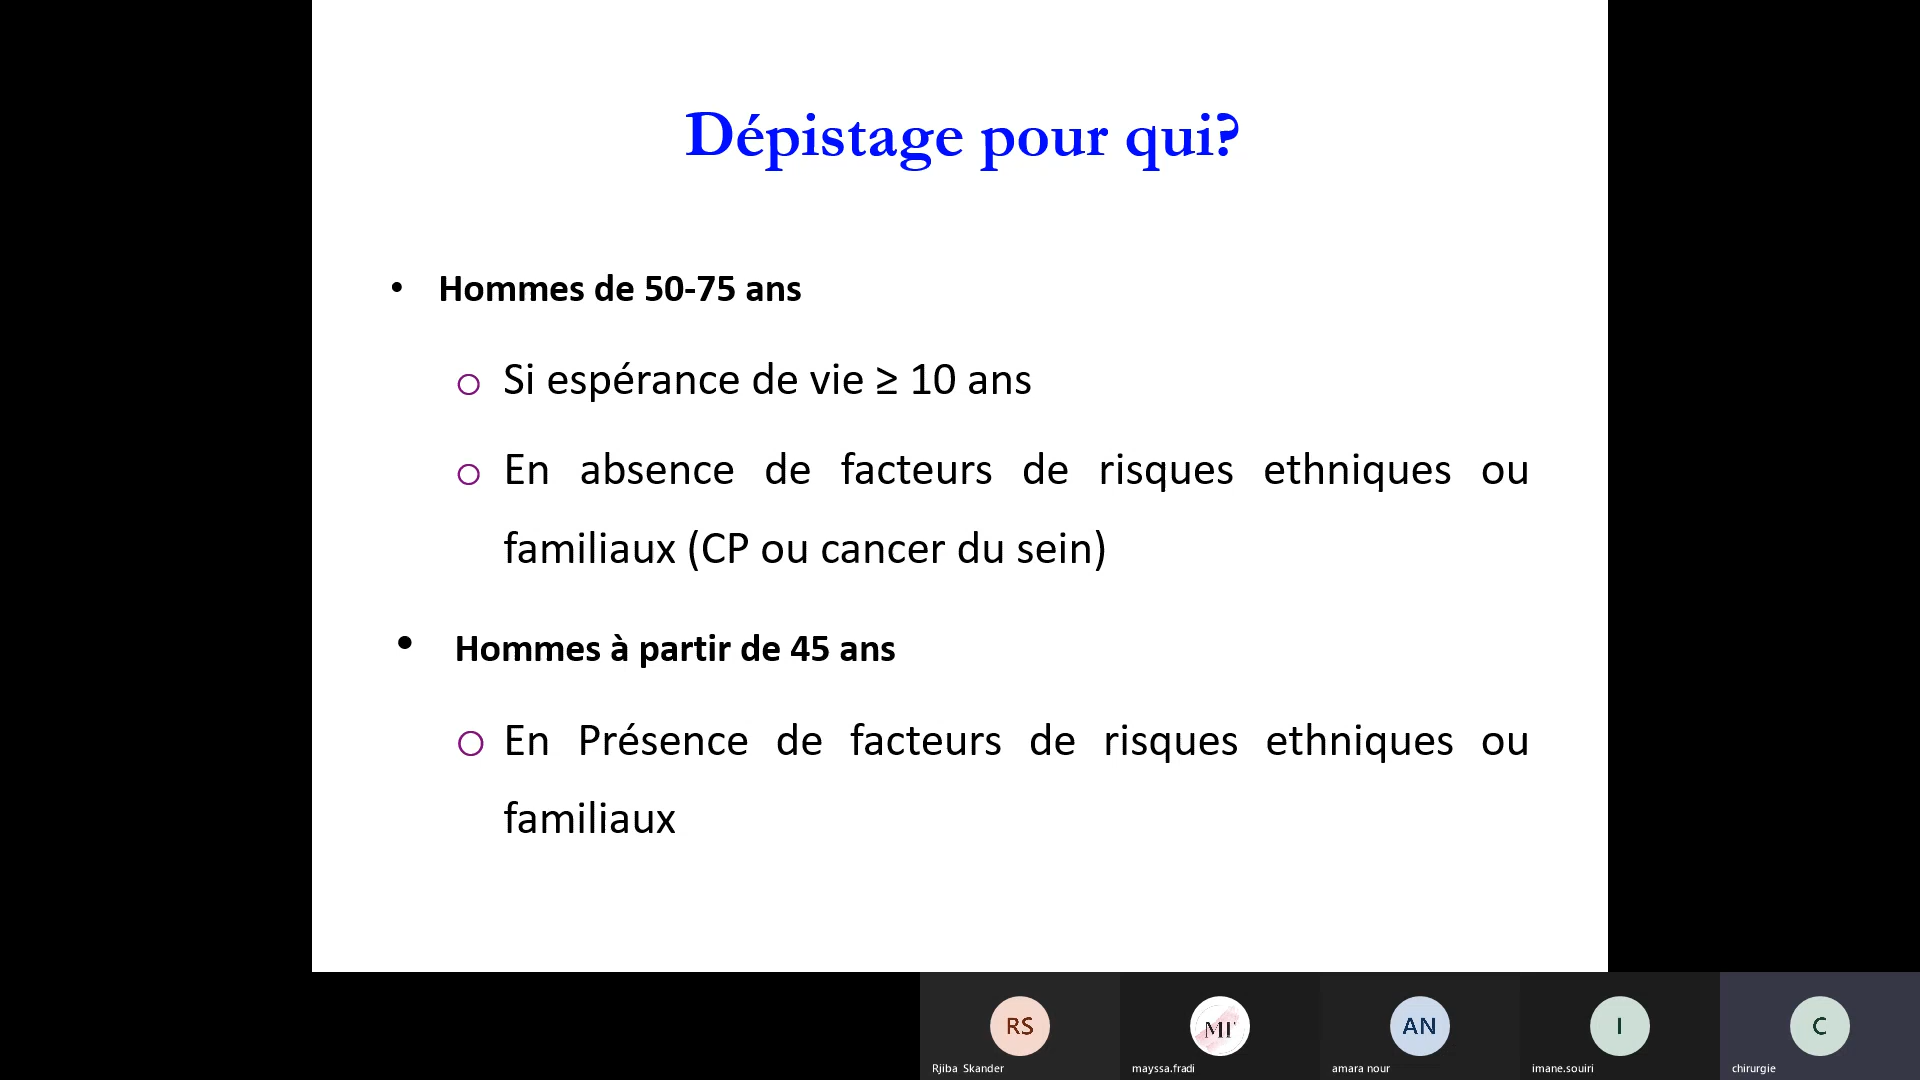 Dépistage pour qui?
• Hommes de 50-75 ans
o Si espérance de vie ≥ 10 ans
o En absence de facteurs de risques ethniques ou
familiaux (CP ou cancer du sein)
• Hommes à partir de 45 ans
o En Présence de facteurs de risques ethniques ou
familiaux
RS
MF
AN
I
C
Rjiba Skander
mayssa.fradi
amara nour
imane.souiri
chirurgie